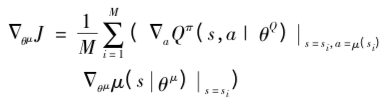 ∇_{θ^μ} J = \frac{1}{M} \sum_{i=1}^{M} ( ∇_a Q^π(s,a | θ^Q) |_{s=s_i, a=μ(s_i)}
∇_{θ^μ} μ(s | θ^μ) |_{s=s_i} )